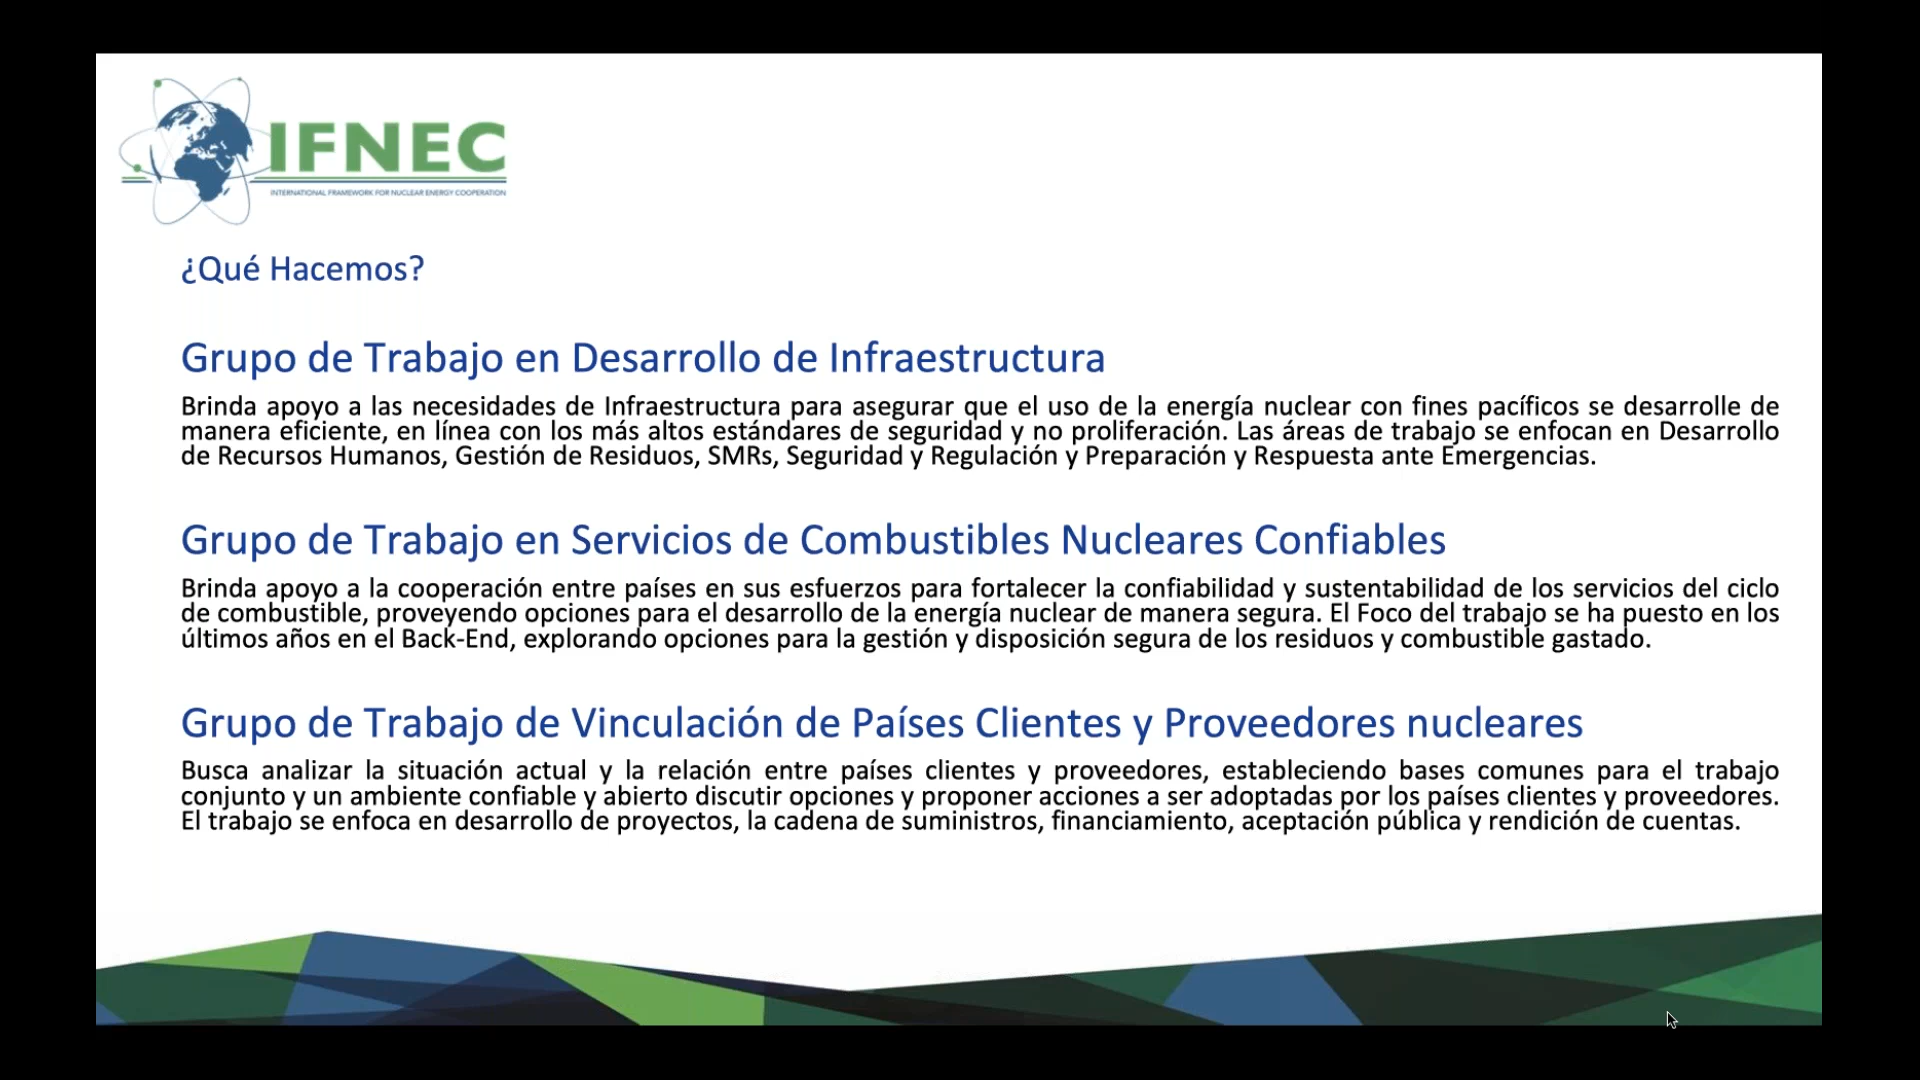 IFNEC
INTERNATIONAL FRAMEWORK FOR NUCLEAR ENERGY COOPERATION
¿Qué Hacemos?
Grupo de Trabajo en Desarrollo de Infraestructura
Brinda apoyo a las necesidades de Infraestructura para asegurar que el uso de la energía nuclear con fines pacíficos se desarrolle de
manera eficiente, en línea con los más altos estándares de seguridad y no proliferación. Las áreas de trabajo se enfocan en Desarrollo
de Recursos Humanos, Gestión de Residuos, SMRs, Seguridad y Regulación y Preparación y Respuesta ante Emergencias.
Grupo de Trabajo en Servicios de Combustibles Nucleares Confiables
Brinda apoyo a la cooperación entre países en sus esfuerzos para fortalecer la confiabilidad y sustentabilidad de los servicios del ciclo
de combustible, proveyendo opciones para el desarrollo de la energía nuclear de manera segura. El Foco del trabajo se ha puesto en los
últimos años en el Back-End, explorando opciones para la gestión y disposición segura de los residuos y combustible gastado.
Grupo de Trabajo de Vinculación de Países Clientes y Proveedores nucleares
Busca analizar la situación actual y la relación entre países clientes y proveedores, estableciendo bases comunes para el trabajo
conjunto y un ambiente confiable y abierto discutir opciones y proponer acciones a ser adoptadas por los países clientes y proveedores.
El trabajo se enfoca en desarrollo de proyectos, la cadena de suministros, financiamiento, aceptación pública y rendición de cuentas.